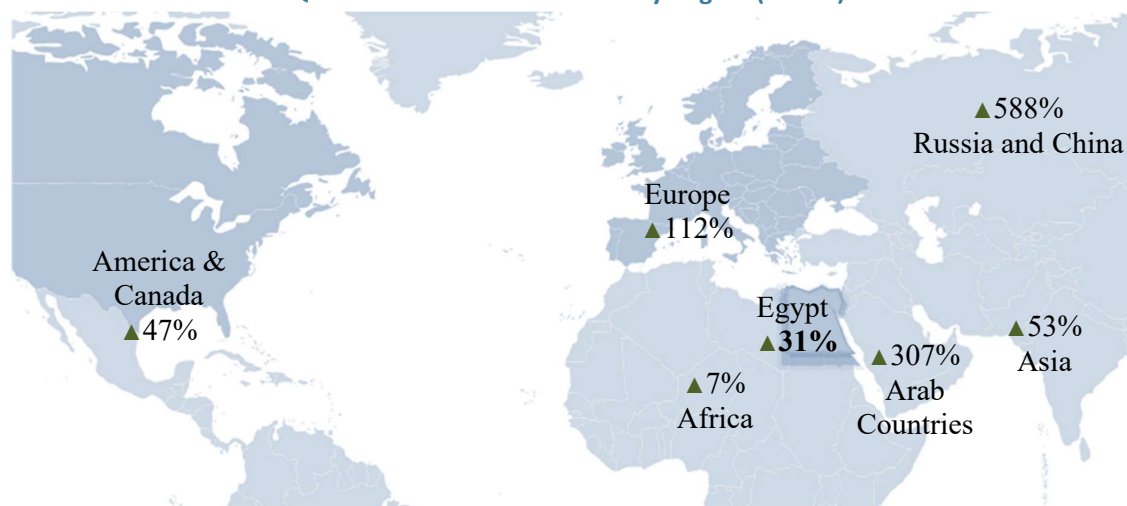 ▲588%
Russia and China
Europe
▲112%
America &
Canada
▲47%
Egypt
▲31%
▲53%
Asia
▲307%
Arab
Countries
▲7%
Africa